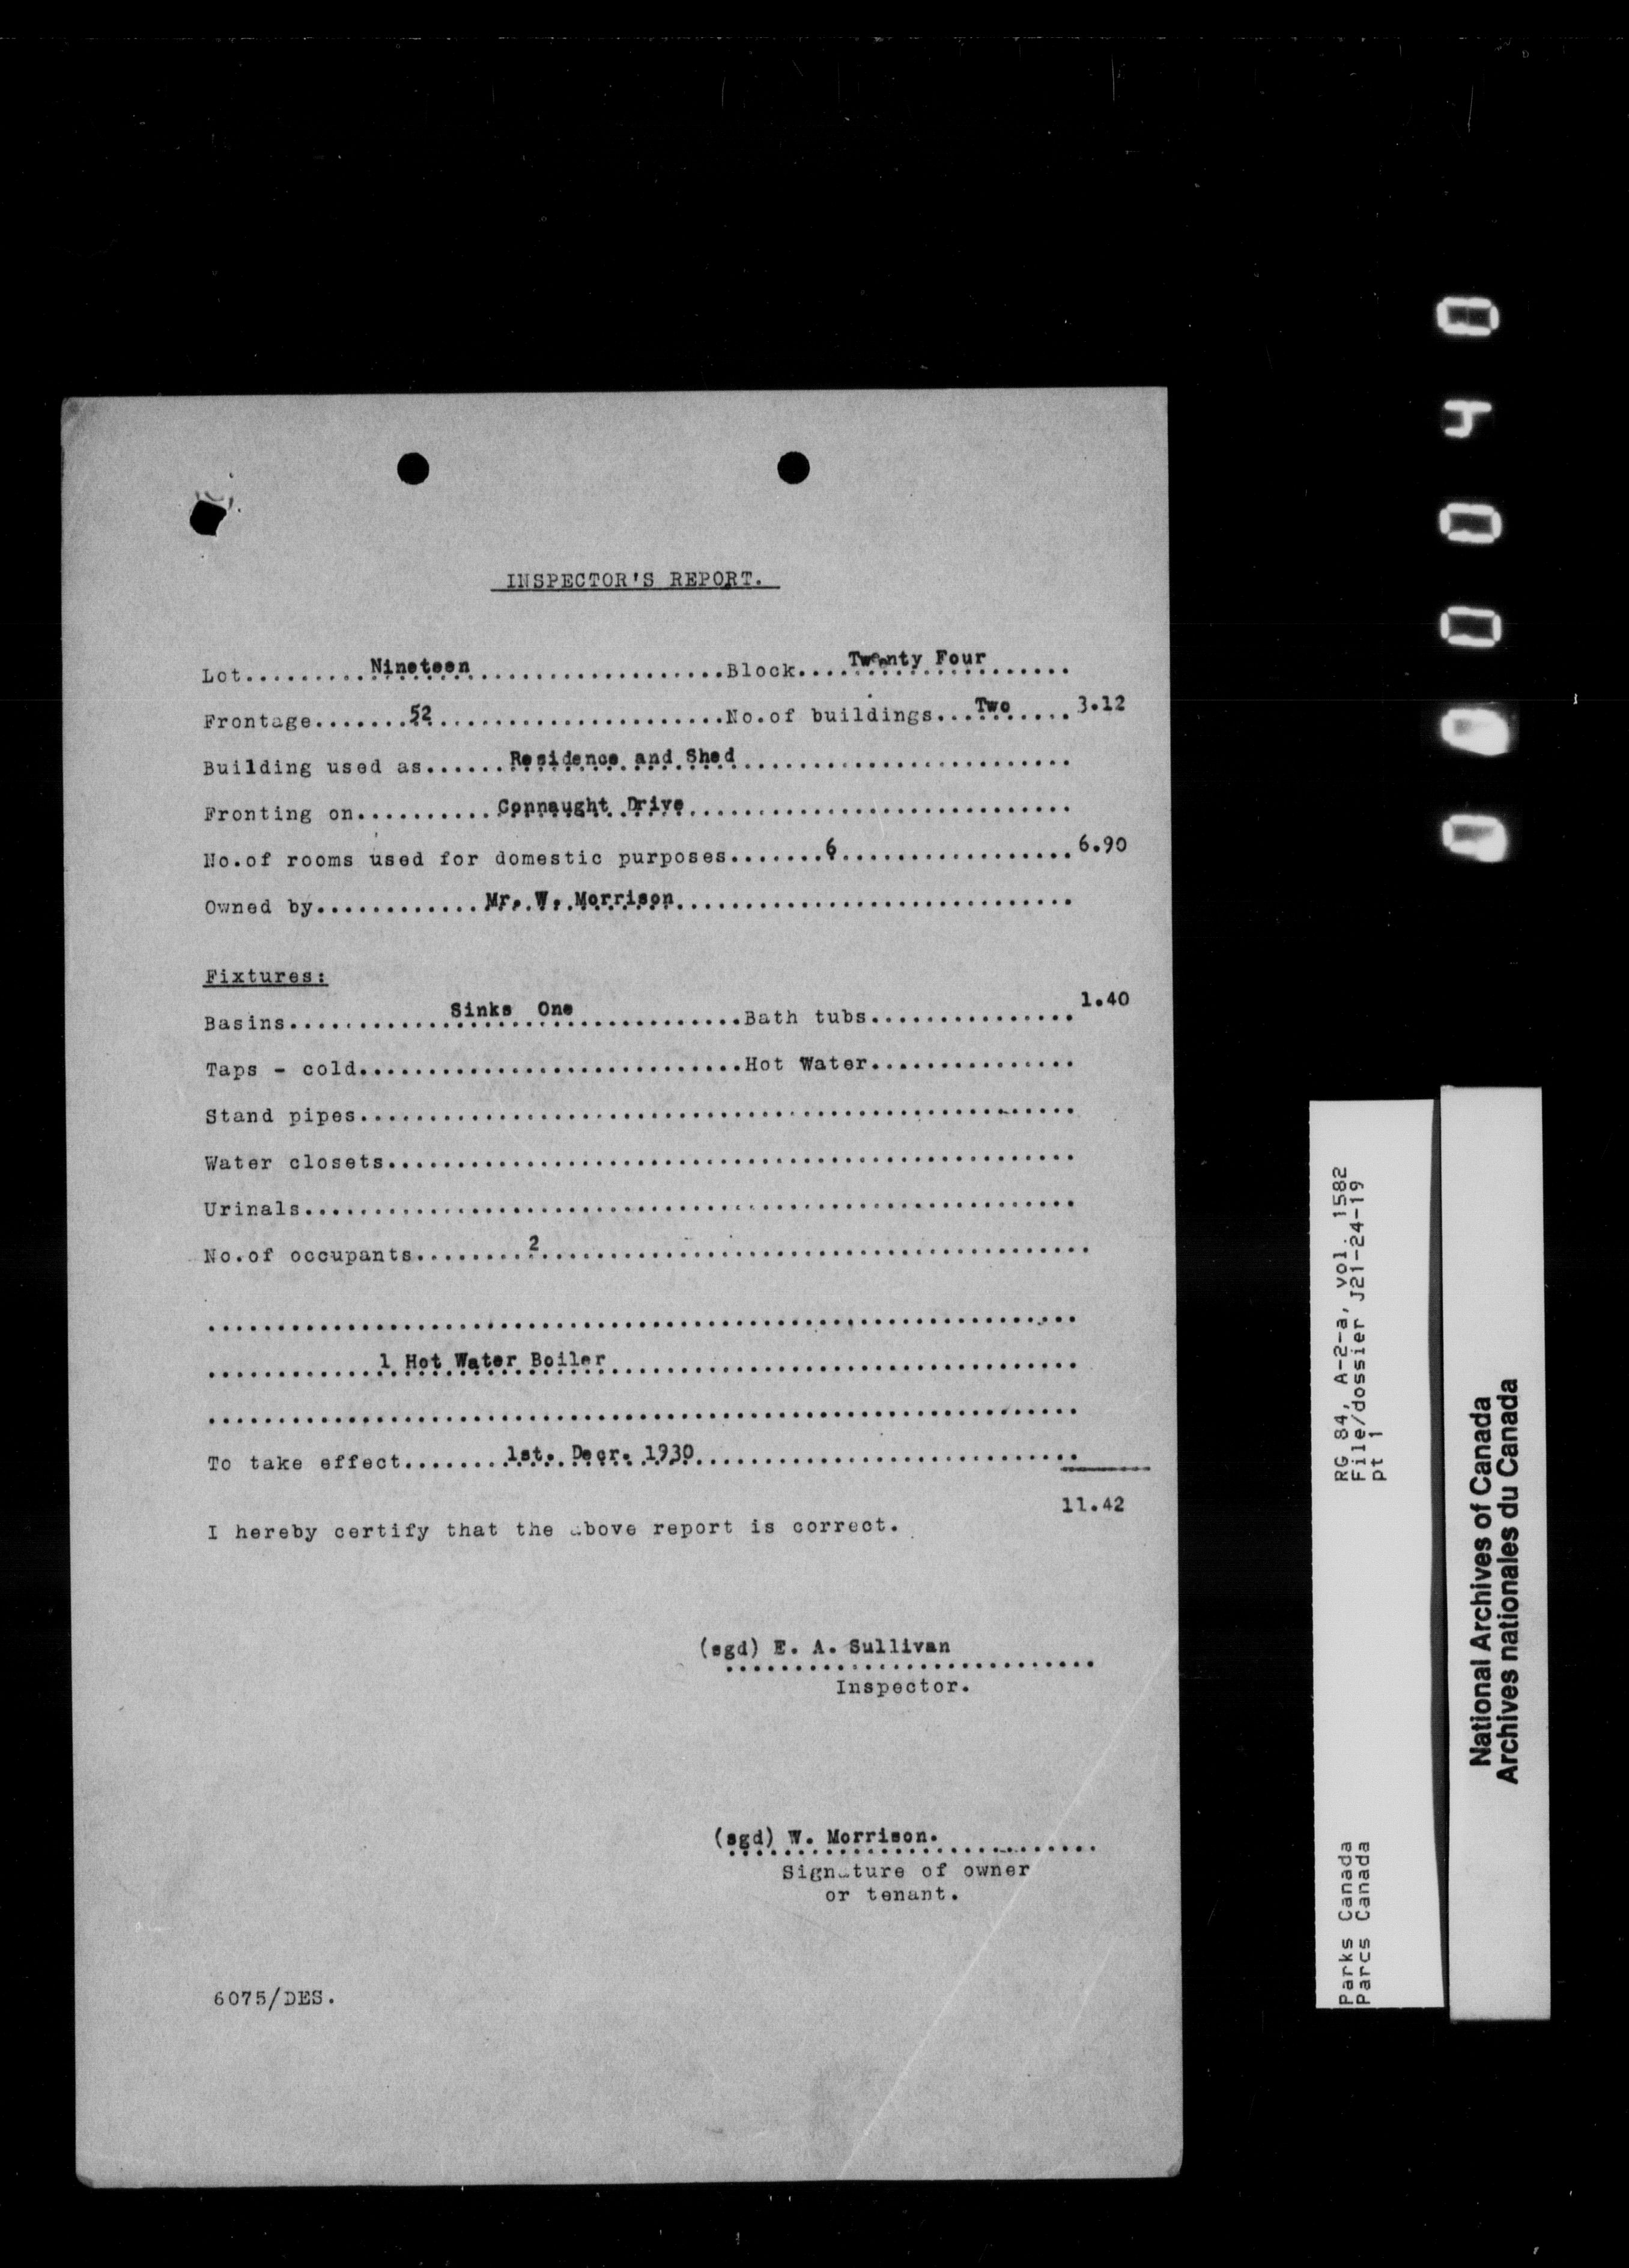 INSPECTOR'S REPORT.
Lot.........Nineteen..................Block....Twenty Four......
Frontage.......52.....................No.of buildings...Two.....3.12
Building used as......Residence and Shed........................
Fronting on..........Connaught Drive............................
No.of rooms used for domestic purposes.......6.................6.90
Owned by............Mr. W. Morrison.............................
Fixtures:
Basins............Sinks One............Bath tubs...............1.40
Taps - cold............................Hot Water...............
Stand pipes...................................................
Water closets.................................................
Urinals.......................................................
No.of occupants........2.......................................
...............................................................
............1 Hot Water Boiler..................................
...............................................................
To take effect.......1st. Decr. 1930............................
11.42
I hereby certify that the above report is correct.
(sgd) E. A. Sullivan
...........................
Inspector.
(sgd) W. Morrison.
...........................
Signature of owner
or tenant.
6075/DES.
RG 84, A-2-a, vol. 1582
File/dossier J21-24-19
pt 1
Parks Canada
Parcs Canada
National Archives of Canada
Archives nationales du Canada